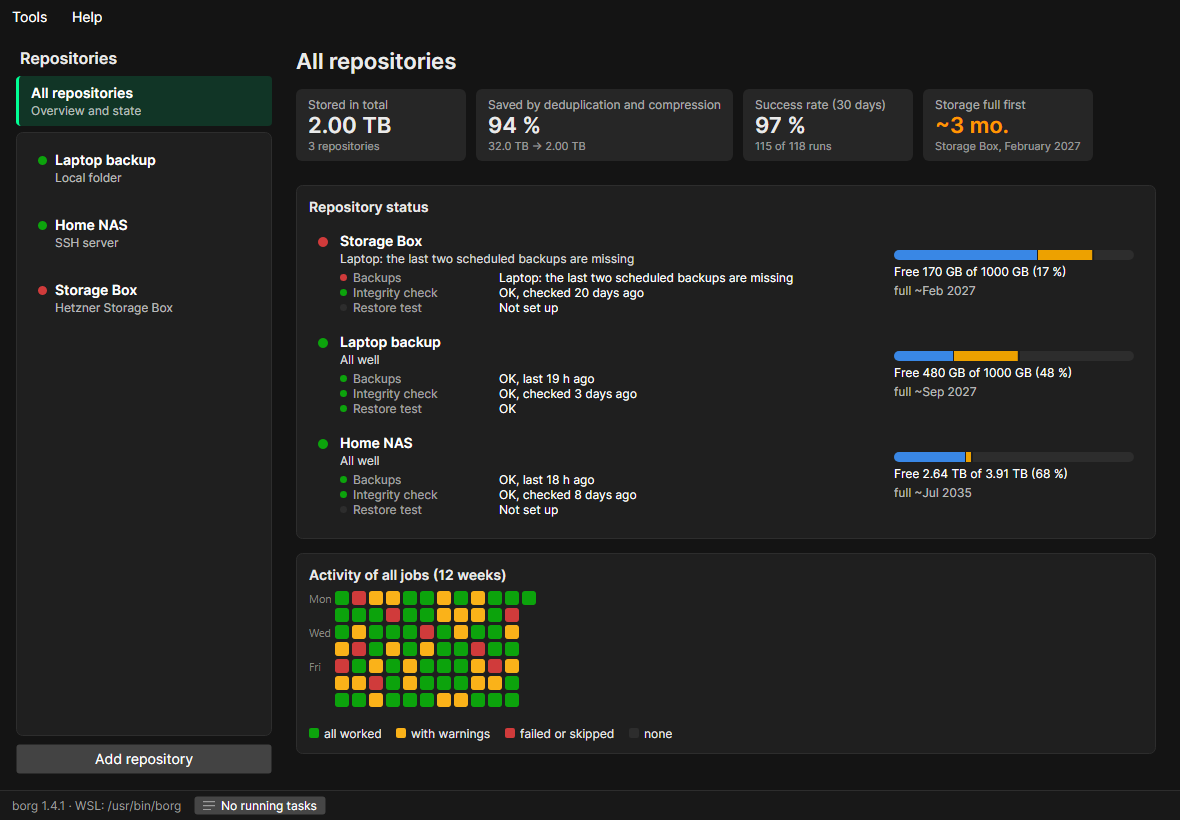 Tools Help
Repositories
All repositories
Overview and state
Laptop backup
Local folder
Home NAS
SSH server
Storage Box
Hetzner Storage Box
Add repository
All repositories
Stored in total
2.00 TB
3 repositories
Saved by deduplication and compression
94 %
32.0 TB → 2.00 TB
Success rate (30 days)
97 %
115 of 118 runs
Storage full first
~3 mo.
Storage Box, February 2027
Repository status
Storage Box
Laptop: the last two scheduled backups are missing
Backups Laptop: the last two scheduled backups are missing
Integrity check OK, checked 20 days ago
Restore test Not set up
Free 170 GB of 1000 GB (17 %)
full ~Feb 2027
Laptop backup
All well
Backups OK, last 19 h ago
Integrity check OK, checked 3 days ago
Restore test OK
Free 480 GB of 1000 GB (48 %)
full ~Sep 2027
Home NAS
All well
Backups OK, last 18 h ago
Integrity check OK, checked 8 days ago
Restore test Not set up
Free 2.64 TB of 3.91 TB (68 %)
full ~Jul 2035
Activity of all jobs (12 weeks)
Mon
Wed
Fri
all worked with warnings failed or skipped none
borg 1.4.1 · WSL: /usr/bin/borg No running tasks